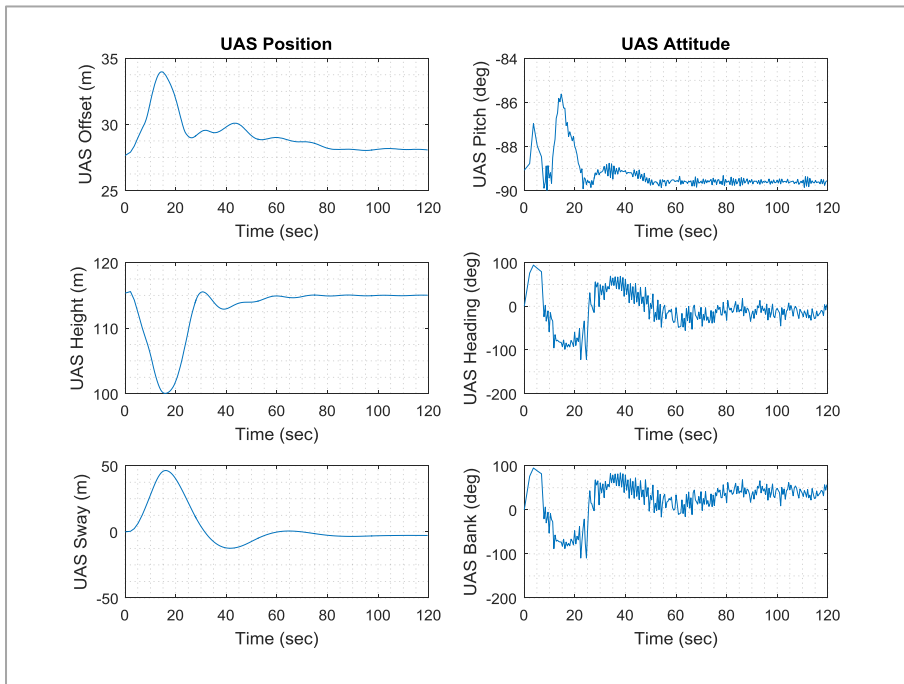 UAS Position
UAS Attitude
35
30
25
UAS Offset (m)
0 20 40 60 80 100 120
Time (sec)
-84
-86
-88
-90
UAS Pitch (deg)
0 20 40 60 80 100 120
Time (sec)
120
110
100
UAS Height (m)
0 20 40 60 80 100 120
Time (sec)
100
0
-100
-200
UAS Heading (deg)
0 20 40 60 80 100 120
Time (sec)
50
0
-50
UAS Sway (m)
0 20 40 60 80 100 120
Time (sec)
100
0
-100
-200
UAS Bank (deg)
0 20 40 60 80 100 120
Time (sec)